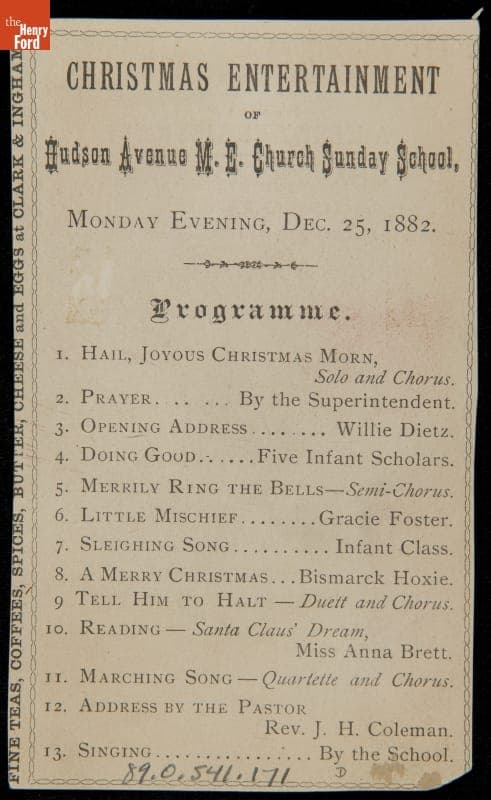 the
Henry
Ford
CHRISTMAS ENTERTAINMENT
OF
Hudson Avenue M. E. Church Sunday School,
MONDAY EVENING, DEC. 25, 1882.
Programme.
1. HAIL, JOYOUS CHRISTMAS MORN,
Solo and Chorus.
2. PRAYER........ By the Superintendent.
3. OPENING ADDRESS........ Willie Dietz.
4. DOING GOOD.......Five Infant Scholars.
5. MERRILY RING THE BELLS—Semi-Chorus.
6. LITTLE MISCHIEF........Gracie Foster.
7. SLEIGHING SONG.......... Infant Class.
8. A MERRY CHRISTMAS...Bismarck Hoxie.
9 TELL HIM TO HALT — Duett and Chorus.
10. READING — Santa Claus' Dream,
Miss Anna Brett.
11. MARCHING SONG — Quartette and Chorus.
12. ADDRESS BY THE PASTOR
Rev. J. H. Coleman.
13. SINGING................ By the School.
89.0.541.171
D
FINE TEAS, COFFEES, SPICES, BUTTER, CHEESE and EGGS at CLARK & INGHAM